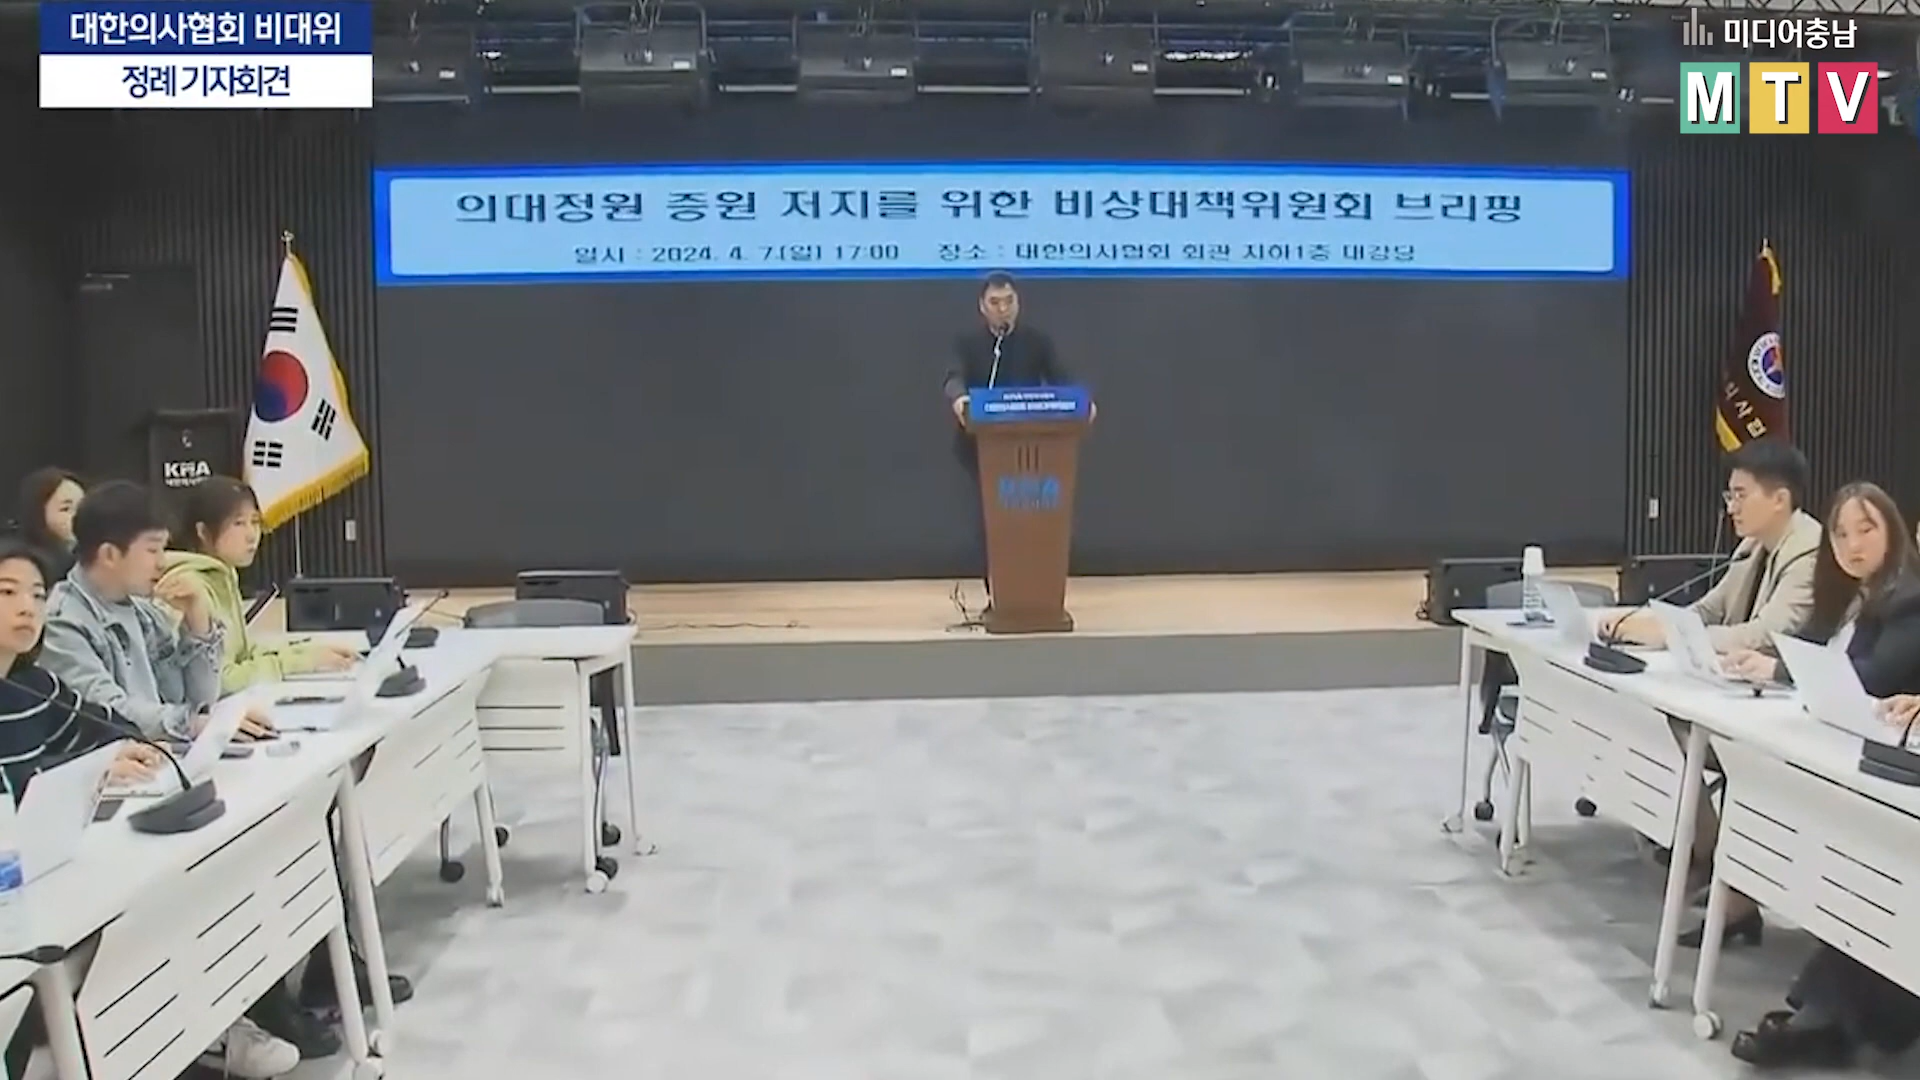 대한의사협회 비대위
정례 기자회견
미디어충남
MTV
의대정원 증원 저지를 위한 비상대책위원회 브리핑
일시 : 2024. 4. 7.(일) 17:00 장소 : 대한의사협회 회관 지하1층 대강당
KMA